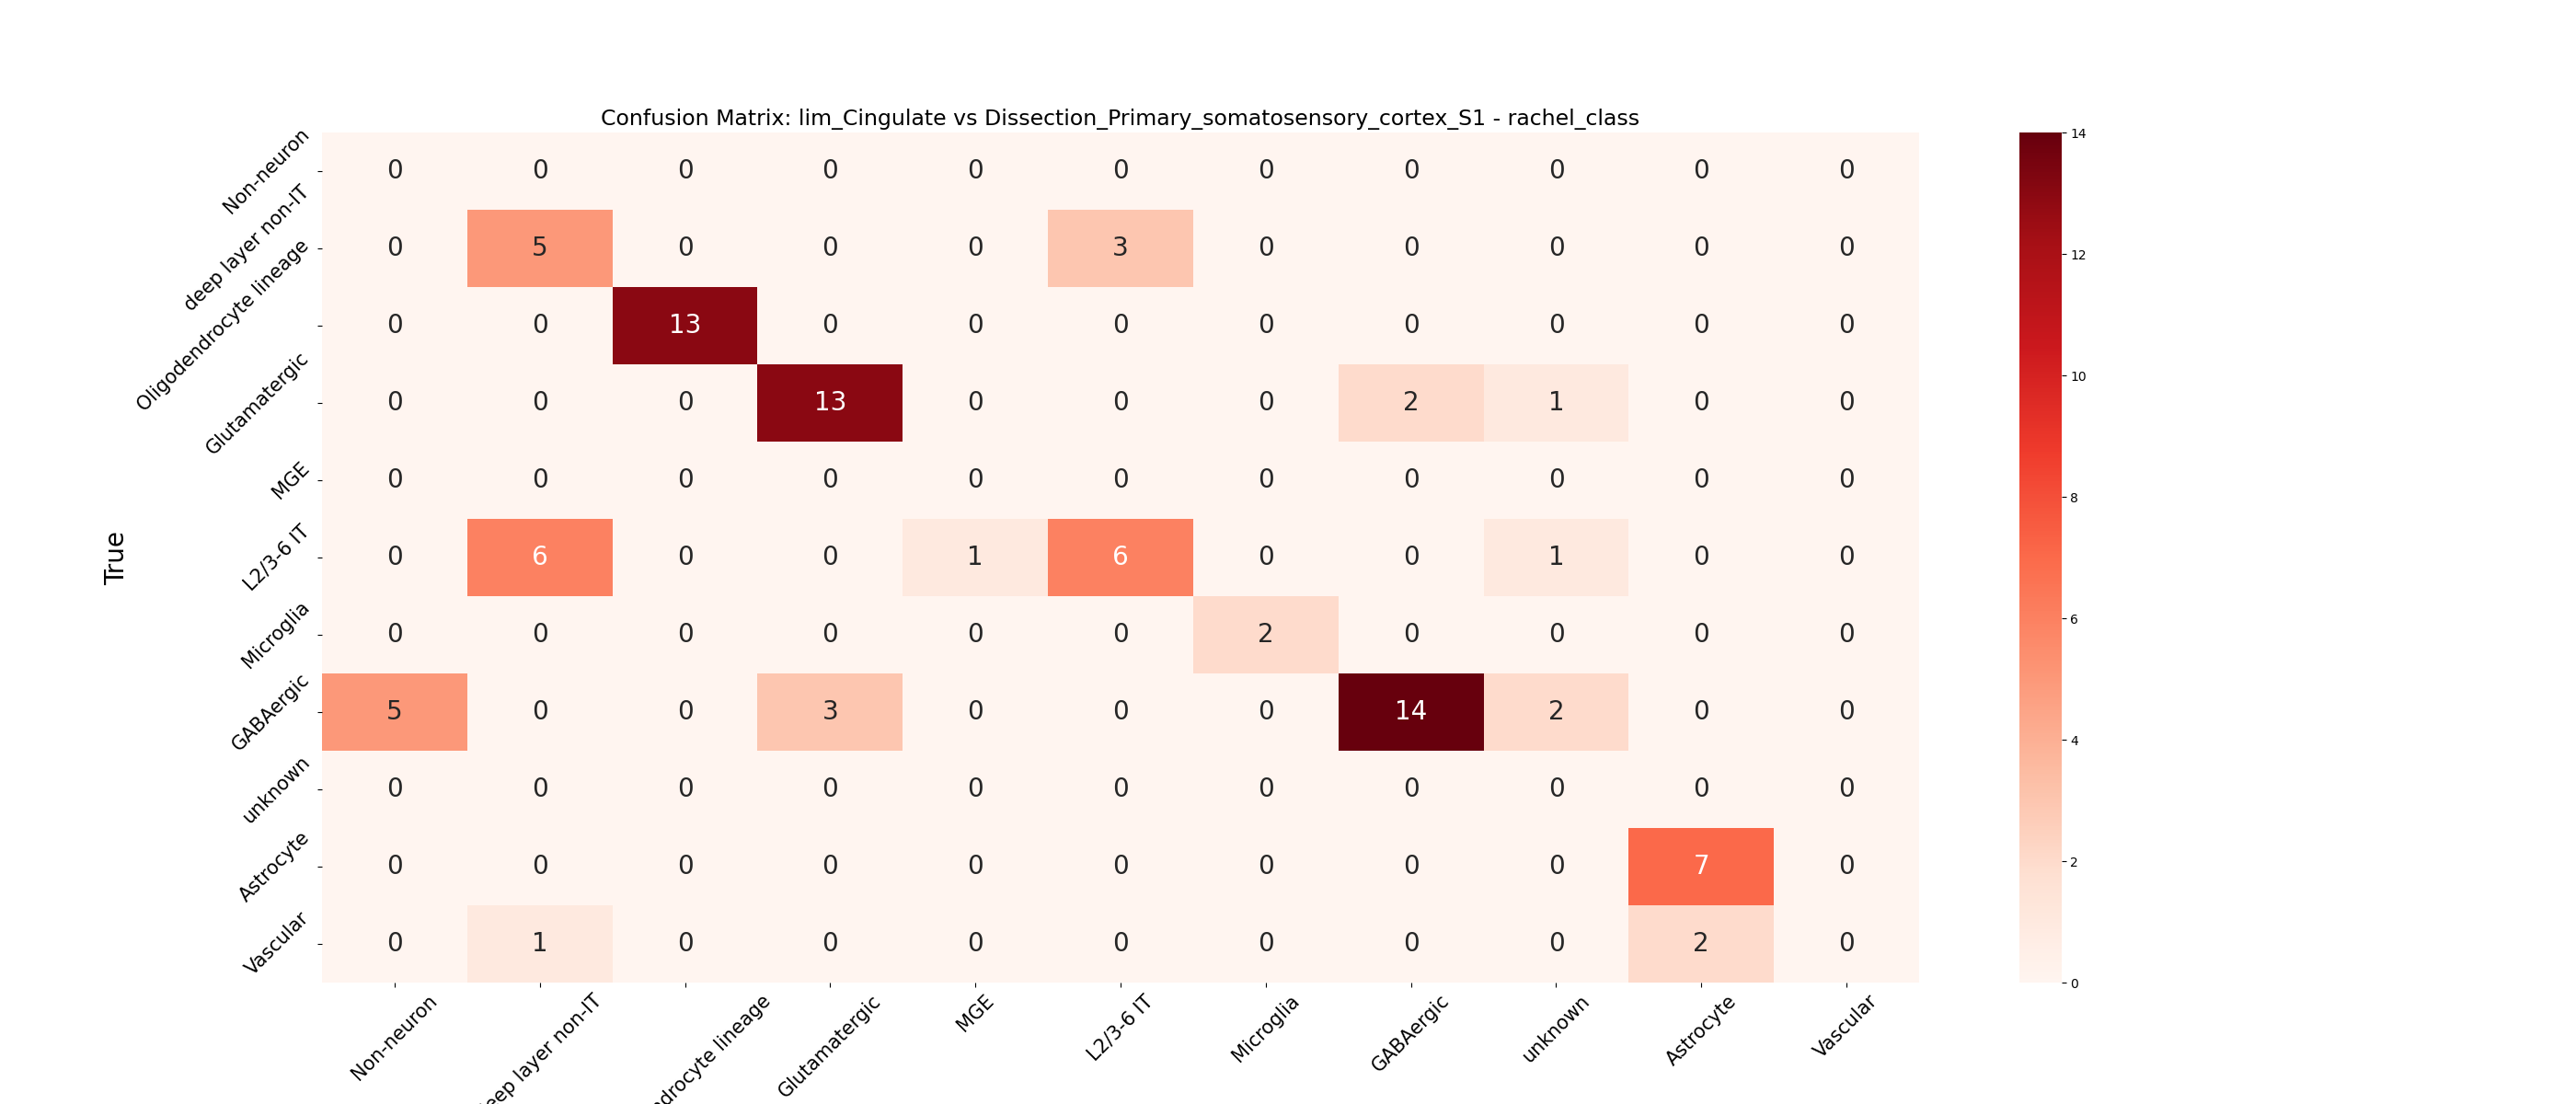 Confusion Matrix: lim_Cingulate vs Dissection_Primary_somatosensory_cortex_S1 - rachel_class
True
Non-neuron 0 0 0 0 0 0 0 0 0 0 0
deep layer non-IT 0 5 0 0 0 3 0 0 0 0 0
Oligodendrocyte lineage 0 0 13 0 0 0 0 0 0 0 0
Glutamatergic 0 0 0 13 0 0 0 2 1 0 0
MGE 0 0 0 0 0 0 0 0 0 0 0
L2/3-6 IT 0 6 0 0 1 6 0 0 1 0 0
Microglia 0 0 0 0 0 0 2 0 0 0 0
GABAergic 5 0 0 3 0 0 0 14 2 0 0
unknown 0 0 0 0 0 0 0 0 0 0 0
Astrocyte 0 0 0 0 0 0 0 0 0 7 0
Vascular 0 1 0 0 0 0 0 0 0 2 0
Non-neuron eep layer non-IT ndrocyte lineage Glutamatergic MGE L2/3-6 IT Microglia GABAergic unknown Astrocyte Vascular
14
12
10
8
6
4
2
0